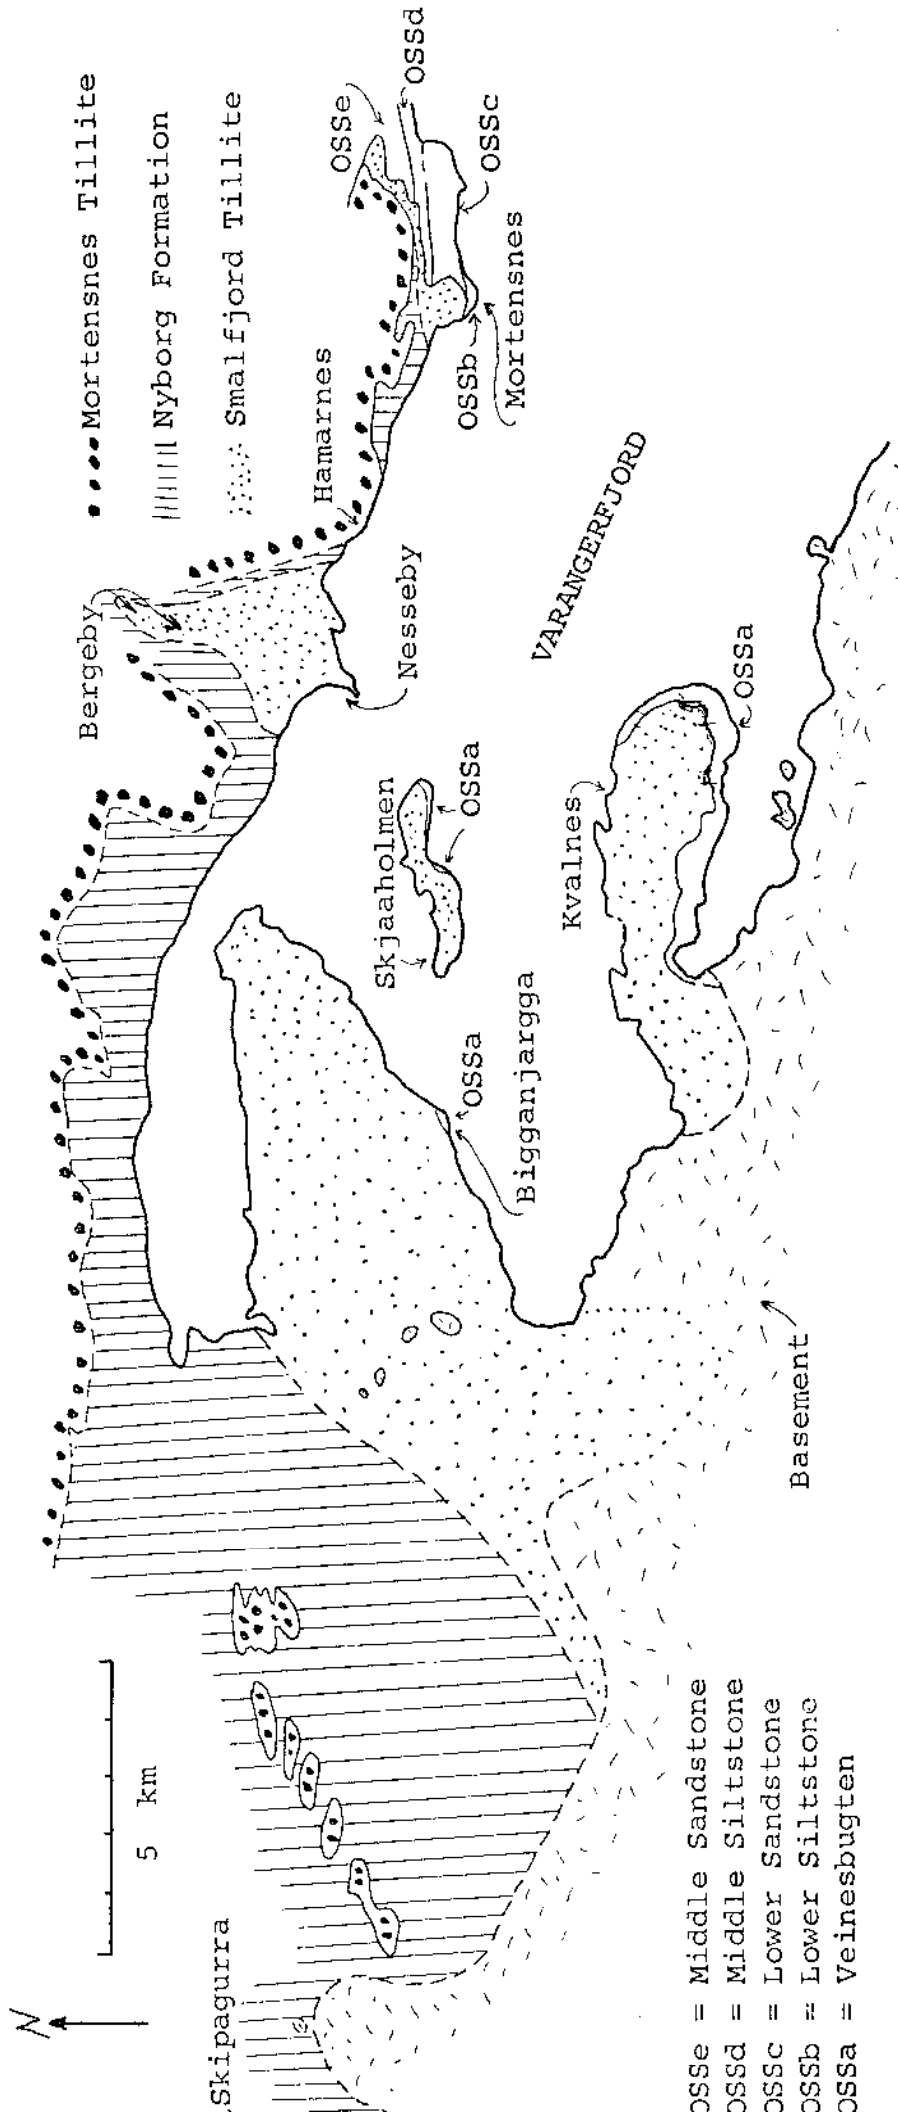 N
Mortensnes Tillite
Nyborg Formation
Smalfjord Tillite
Bergeby
Hamarnes
OSSe
OSSd
OSSc
OSSb
Mortensnes
Nesseby
VARANGERFJORD
Skjaaholmen
OSSa
Kvalnes
OSSa
OSSa
Bigganjargga
Basement
5 km
Skipagurra
OSSe = Middle Sandstone
OSSd = Middle Siltstone
OSSc = Lower Sandstone
OSSb = Lower Siltstone
OSSa = Veinesbugten